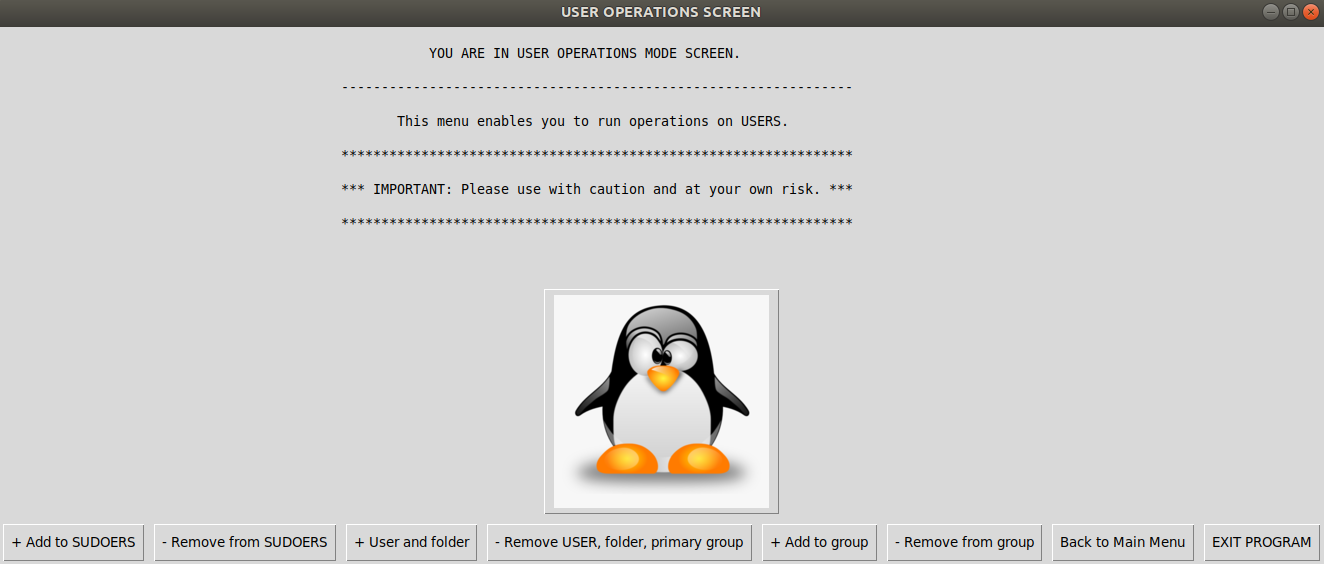 USER OPERATIONS SCREEN
YOU ARE IN USER OPERATIONS MODE SCREEN.
----------------------------------------------------------------
This menu enables you to run operations on USERS.
****************************************************************
*** IMPORTANT: Please use with caution and at your own risk. ***
****************************************************************
+ Add to SUDOERS - Remove from SUDOERS + User and folder - Remove USER, folder, primary group + Add to group - Remove from group Back to Main Menu EXIT PROGRAM